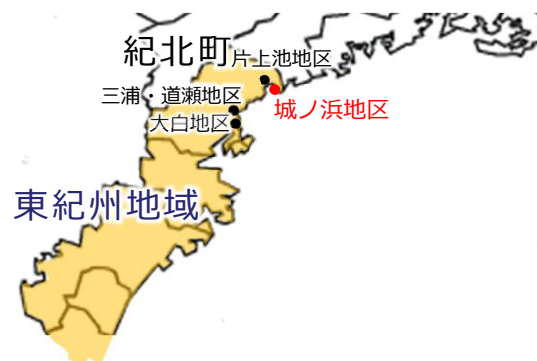 紀北町
片上池地区
三浦・道瀬地区
城ノ浜地区
大白地区
東紀州地域